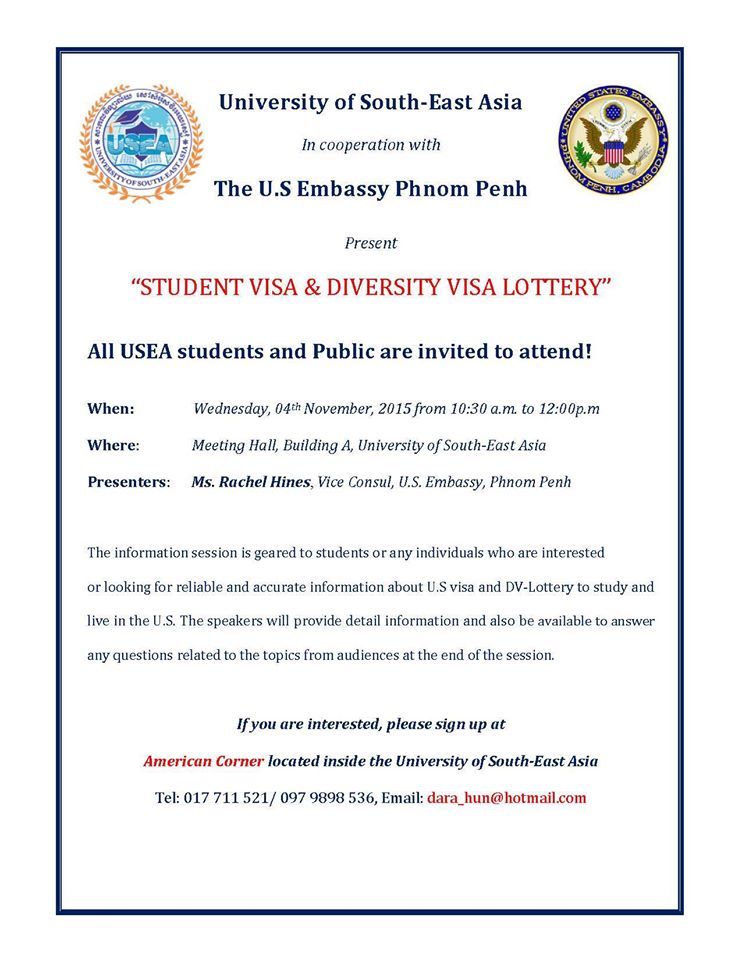 University of South-East Asia
In cooperation with
The U.S Embassy Phnom Penh
USEA
UNIVERSITY OF SOUTH-EAST ASIA
UNITED STATES EMBASSY
PHNOM PENH, CAMBODIA
Present
“STUDENT VISA & DIVERSITY VISA LOTTERY”
All USEA students and Public are invited to attend!
When: Wednesday, 04th November, 2015 from 10:30 a.m. to 12:00p.m
Where: Meeting Hall, Building A, University of South-East Asia
Presenters: Ms. Rachel Hines, Vice Consul, U.S. Embassy, Phnom Penh
The information session is geared to students or any individuals who are interested
or looking for reliable and accurate information about U.S visa and DV-Lottery to study and
live in the U.S. The speakers will provide detail information and also be available to answer
any questions related to the topics from audiences at the end of the session.
If you are interested, please sign up at
American Corner located inside the University of South-East Asia
Tel: 017 711 521/ 097 9898 536, Email: dara_hun@hotmail.com